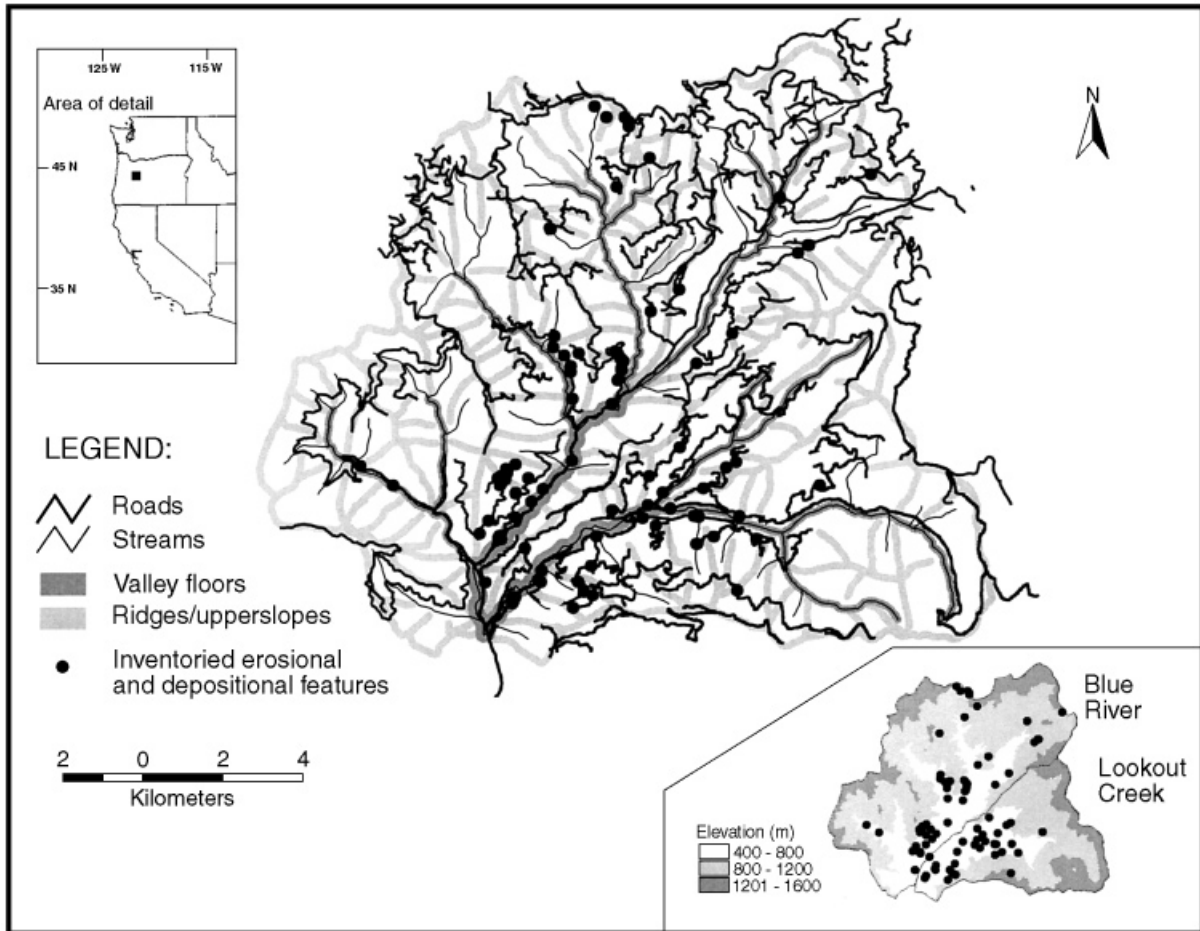 125 W
115 W
Area of detail
45 N
35 N
N
LEGEND:
Roads
Streams
Valley floors
Ridges/upperslopes
Inventoried erosional
and depositional features
2 0 2 4
Kilometers
Blue
River
Lookout
Creek
Elevation (m)
400 - 800
800 - 1200
1201 - 1600